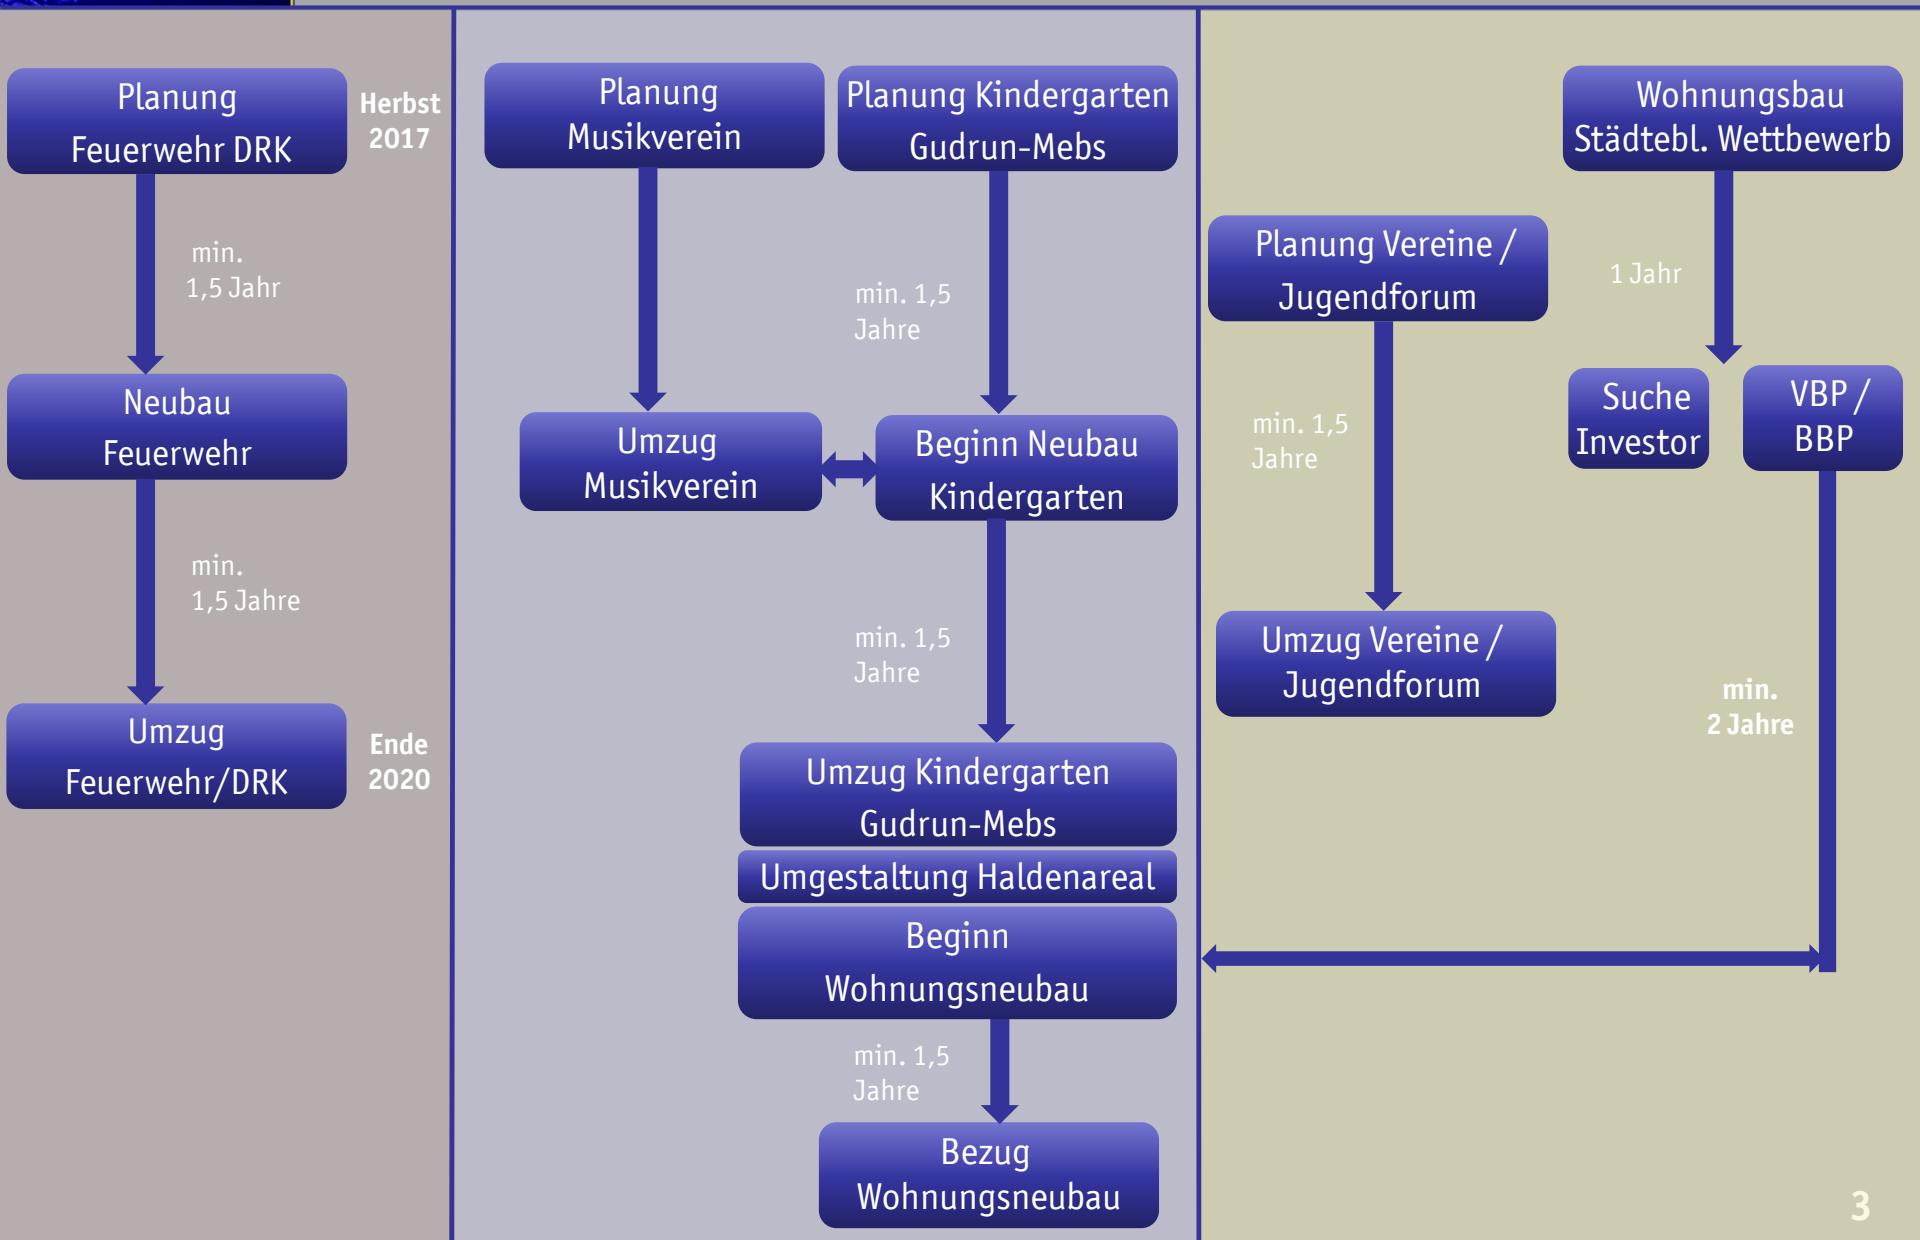 Planung
Feuerwehr DRK
Herbst
2017
min.
1,5 Jahr
Neubau
Feuerwehr
min.
1,5 Jahre
Umzug
Feuerwehr/DRK
Ende
2020
Planung
Musikverein
Planung Kindergarten
Gudrun-Mebs
min. 1,5
Jahre
Umzug
Musikverein
Beginn Neubau
Kindergarten
min. 1,5
Jahre
Umzug Kindergarten
Gudrun-Mebs
Umgestaltung Haldenareal
Beginn
Wohnungsneubau
min. 1,5
Jahre
Bezug
Wohnungsneubau
Wohnungsbau
Städtebl. Wettbewerb
Planung Vereine /
Jugendforum
1 Jahr
min. 1,5
Jahre
Suche
Investor
VBP /
BBP
Umzug Vereine /
Jugendforum
min.
2 Jahre
3